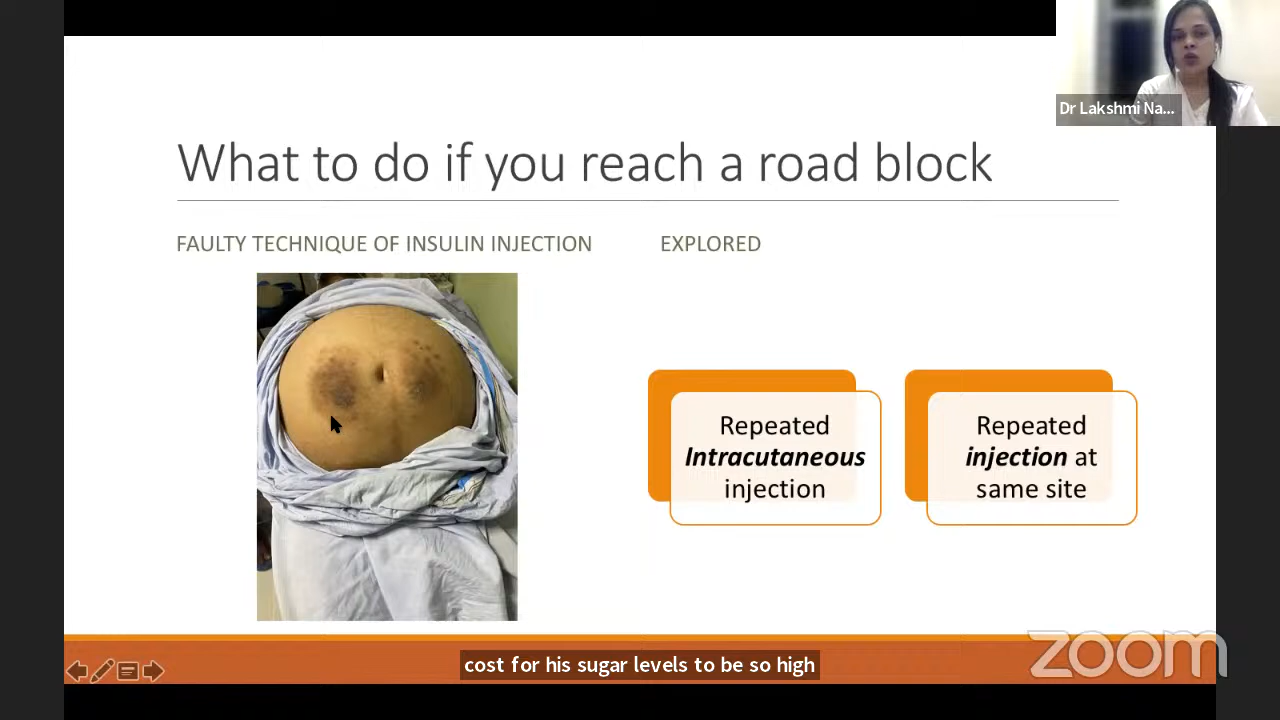 Dr Lakshmi Na...
What to do if you reach a road block
FAULTY TECHNIQUE OF INSULIN INJECTION
EXPLORED
Repeated
Intracutaneous
injection
Repeated
injection at
same site
cost for his sugar levels to be so high
zoom